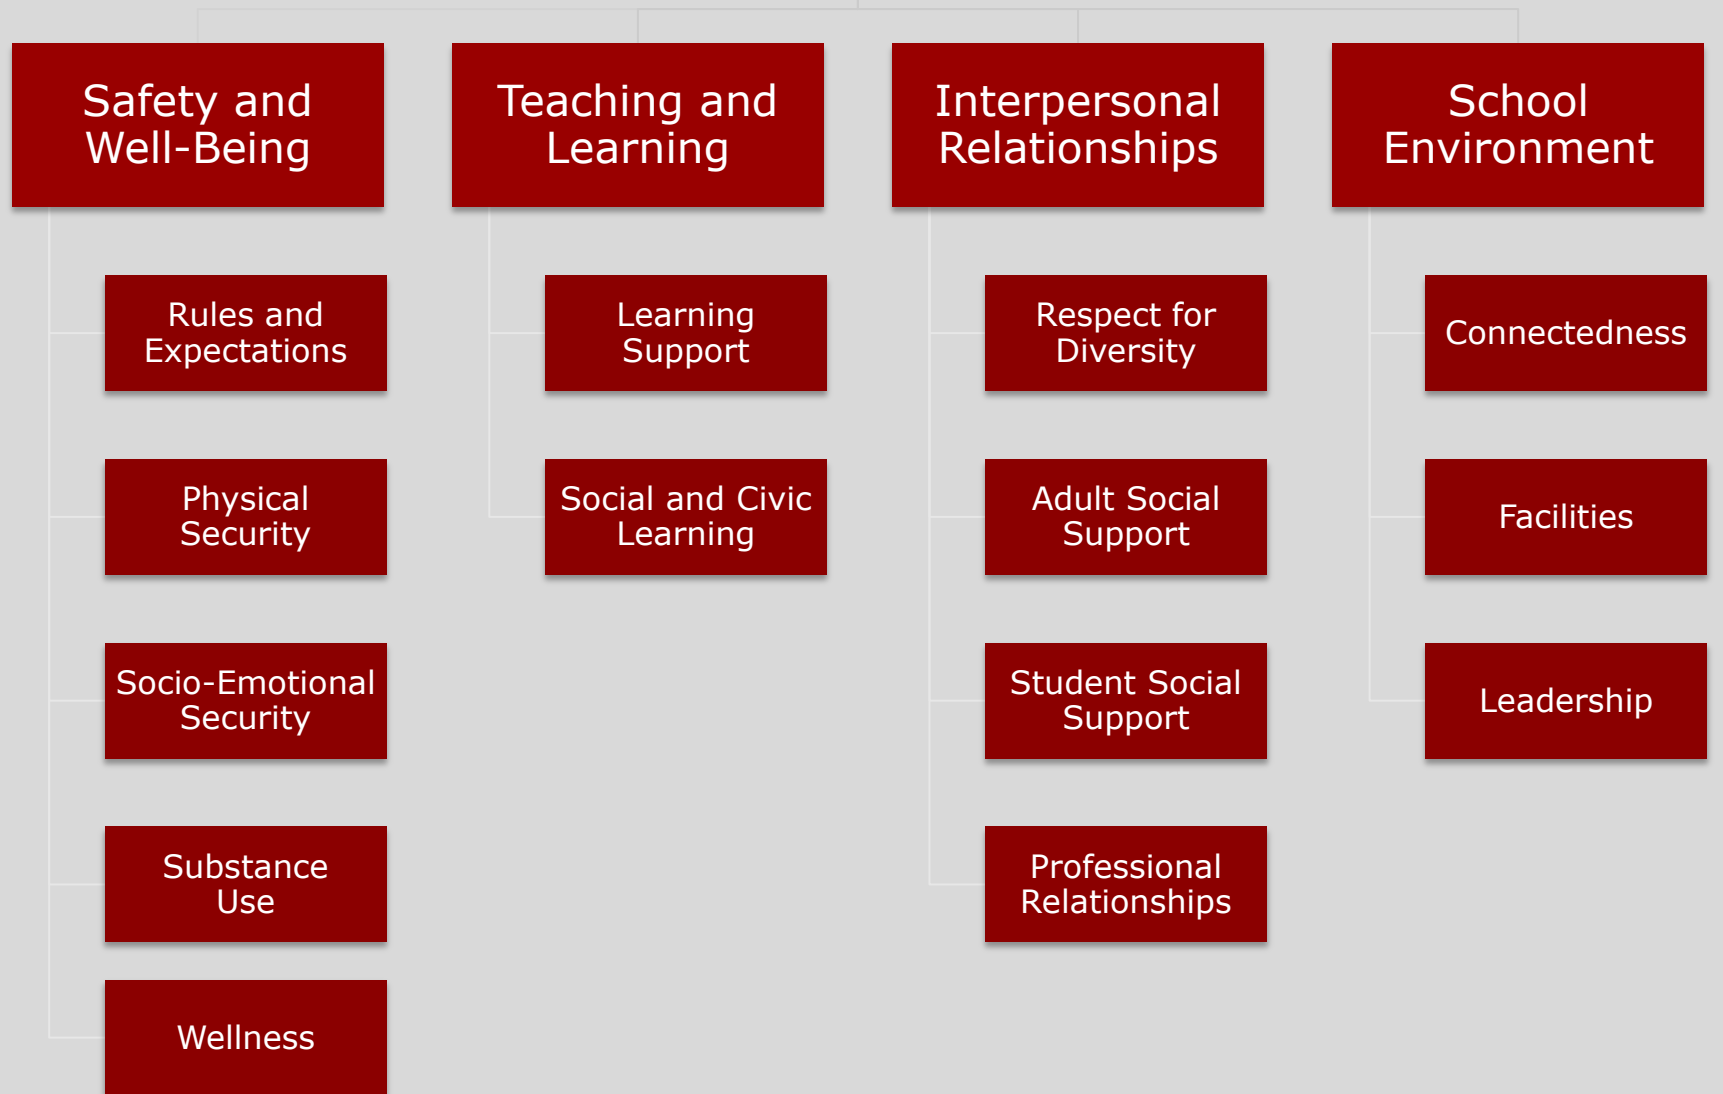 Safety and
Well-Being
Rules and
Expectations
Physical
Security
Socio-Emotional
Security
Substance
Use
Wellness
Teaching and
Learning
Learning
Support
Social and Civic
Learning
Interpersonal
Relationships
Respect for
Diversity
Adult Social
Support
Student Social
Support
Professional
Relationships
School
Environment
Connectedness
Facilities
Leadership